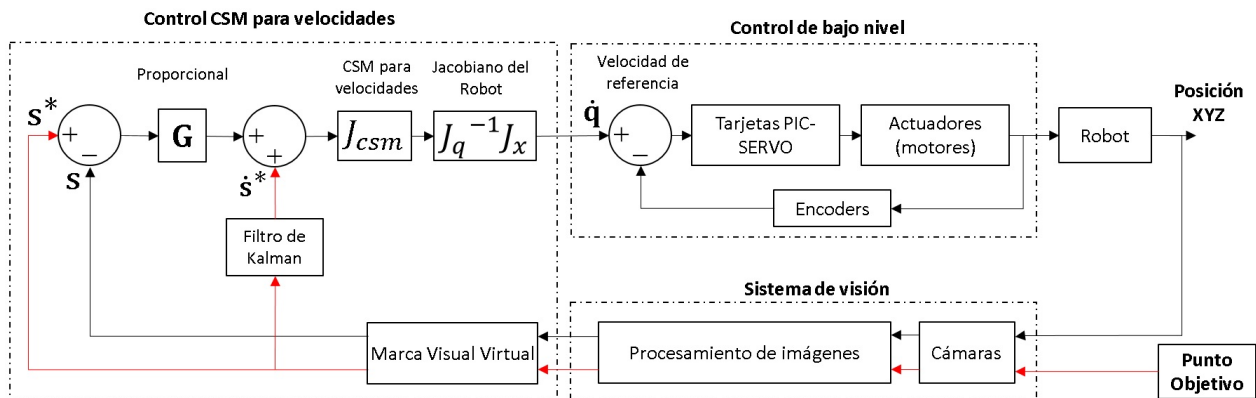 Control CSM para velocidades
Control de bajo nivel
Proporcional
CSM para
velocidades
Jacobiano del
Robot
Velocidad de
referencia
s*
+
−
s
G
+
+
ṡ*
J_csm
J_q⁻¹J_x
q̇
+
−
Tarjetas PIC-
SERVO
Actuadores
(motores)
Encoders
Robot
Posición
XYZ
Filtro de
Kalman
Sistema de visión
Marca Visual Virtual
Procesamiento de imágenes
Cámaras
Punto
Objetivo